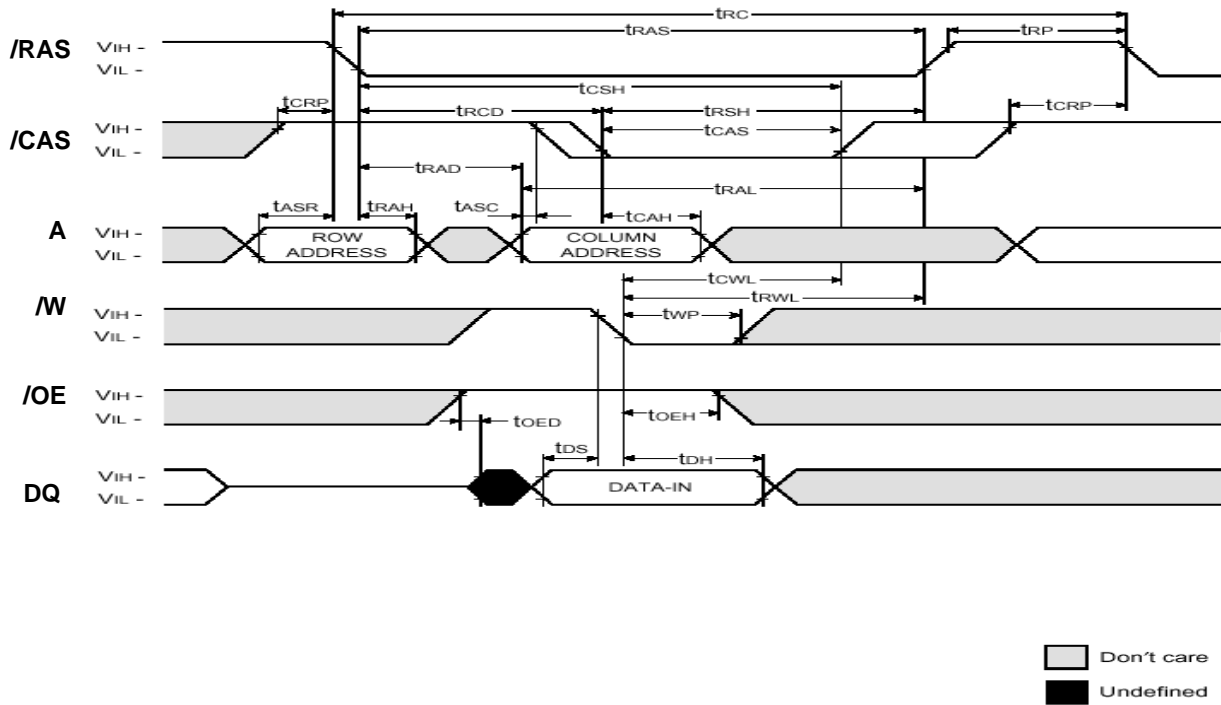 tRC
tRAS
tRP
/RAS
VIH -
VIL -
tCSH
tCRP
tRCD
tRSH
tCRP
/CAS
VIH -
VIL -
tCAS
tRAD
tRAL
tASR
tRAH
tASC
tCAH
A
VIH -
VIL -
ROW
ADDRESS
COLUMN
ADDRESS
tCWL
tRWL
/W
VIH -
VIL -
tWP
/OE
VIH -
VIL -
tOED
tOEH
tDS
tDH
DQ
VIH -
VIL -
DATA-IN
Don't care
Undefined